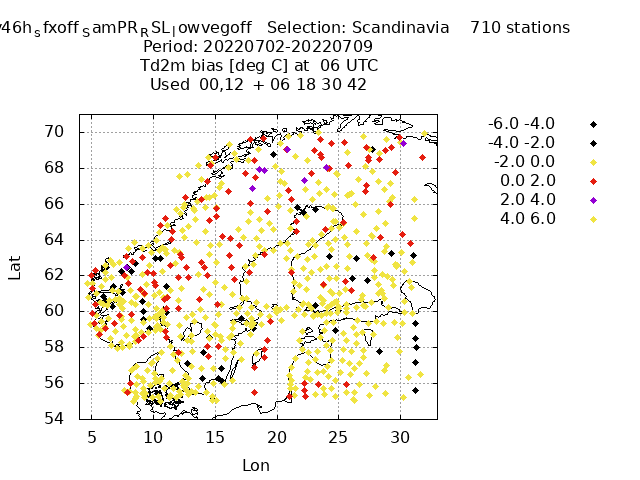 46h_sfxoff_SamPR_RSL_lowvegoff Selection: Scandinavia 710 stations
Period: 20220702-20220709
Td2m bias [deg C] at 06 UTC
Used 00,12 + 06 18 30 42
-6.0 -4.0
-4.0 -2.0
-2.0 0.0
0.0 2.0
2.0 4.0
4.0 6.0
70
68
66
64
62
60
58
56
54
Lat
5 10 15 20 25 30
Lon